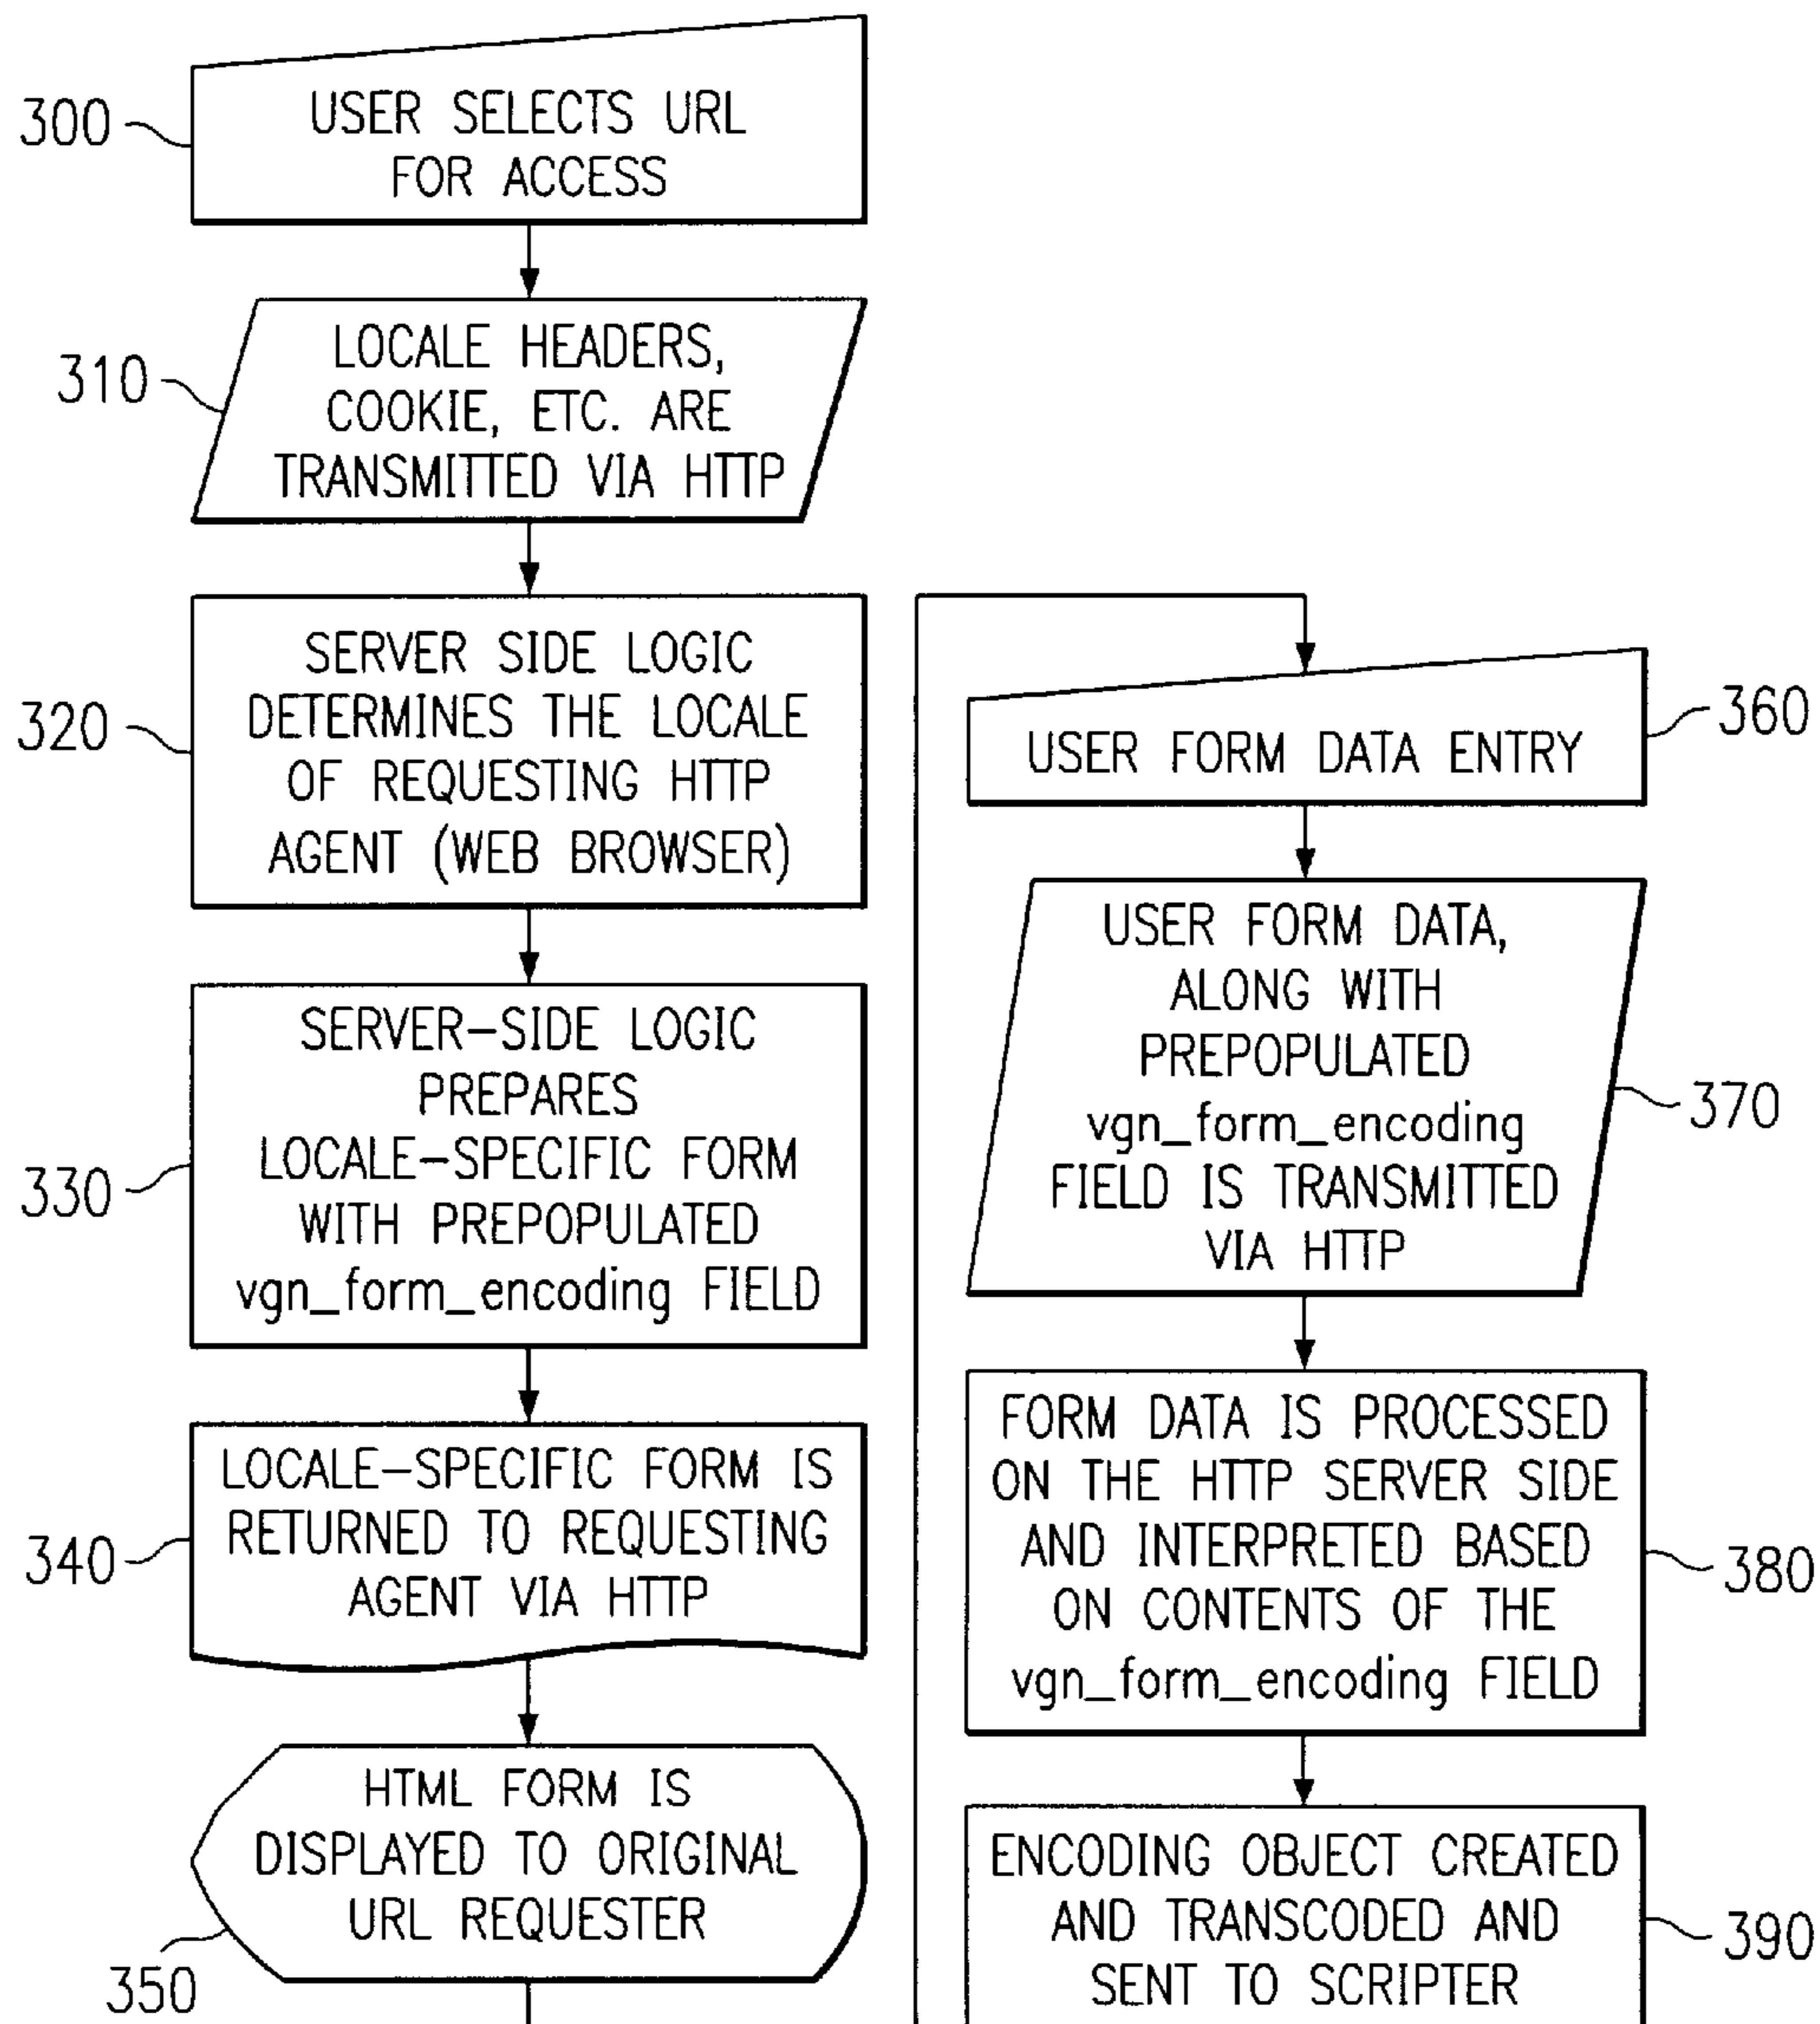 300
USER SELECTS URL
FOR ACCESS
310
LOCALE HEADERS,
COOKIE, ETC. ARE
TRANSMITTED VIA HTTP
320
SERVER SIDE LOGIC
DETERMINES THE LOCALE
OF REQUESTING HTTP
AGENT (WEB BROWSER)
330
SERVER-SIDE LOGIC
PREPARES
LOCALE-SPECIFIC FORM
WITH PREPOPULATED
vgn_form_encoding FIELD
340
LOCALE-SPECIFIC FORM IS
RETURNED TO REQUESTING
AGENT VIA HTTP
350
HTML FORM IS
DISPLAYED TO ORIGINAL
URL REQUESTER
360
USER FORM DATA ENTRY
370
USER FORM DATA,
ALONG WITH
PREPOPULATED
vgn_form_encoding
FIELD IS TRANSMITTED
VIA HTTP
380
FORM DATA IS PROCESSED
ON THE HTTP SERVER SIDE
AND INTERPRETED BASED
ON CONTENTS OF THE
vgn_form_encoding FIELD
390
ENCODING OBJECT CREATED
AND TRANSCODED AND
SENT TO SCRIPTER